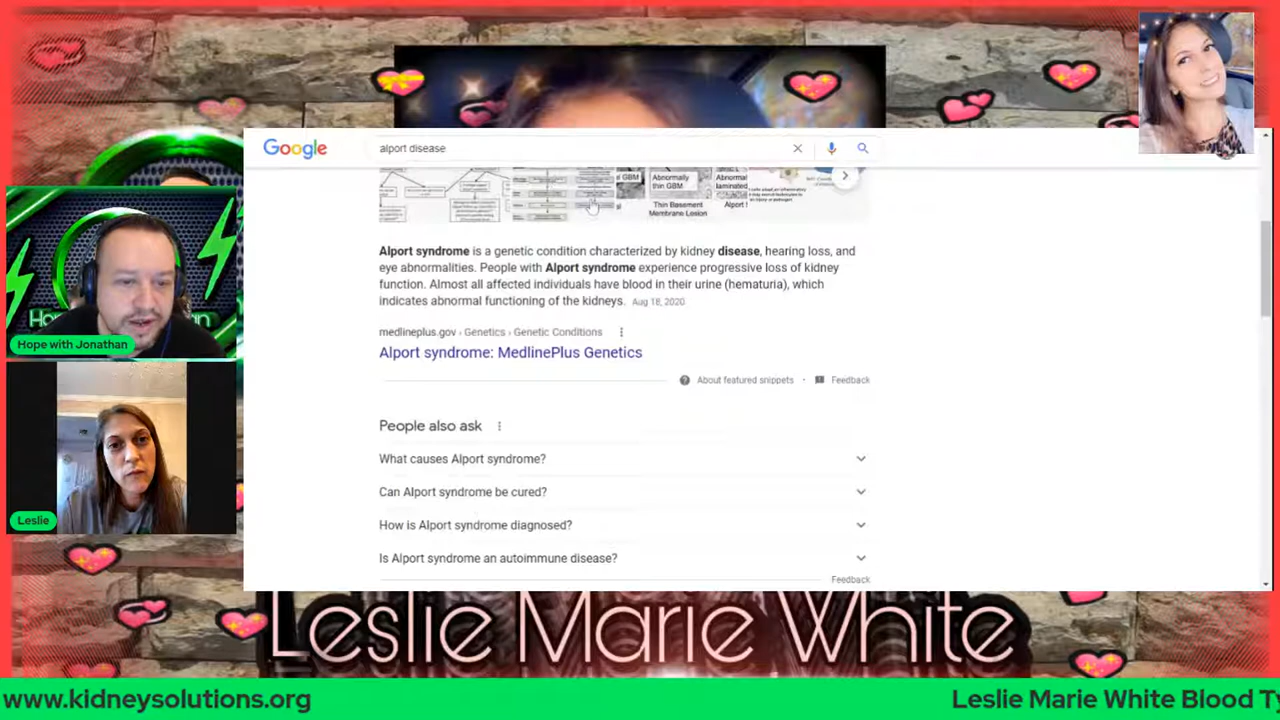 Google
alport disease
GBM
Abnormally
thin GBM
Abnormal
laminated
Thin Basement
Membrane Lesion
Alport syndrome is a genetic condition characterized by kidney disease, hearing loss, and
eye abnormalities. People with Alport syndrome experience progressive loss of kidney
function. Almost all affected individuals have blood in their urine (hematuria), which
indicates abnormal functioning of the kidneys. Aug 18, 2020
medlineplus.gov › Genetics › Genetic Conditions
Alport syndrome: MedlinePlus Genetics
About featured snippets • Feedback
People also ask
What causes Alport syndrome?
Can Alport syndrome be cured?
How is Alport syndrome diagnosed?
Is Alport syndrome an autoimmune disease?
Feedback
Hope with Jonathan
Leslie
Leslie Marie White
www.kidneysolutions.org
Leslie Marie White Blood Ty